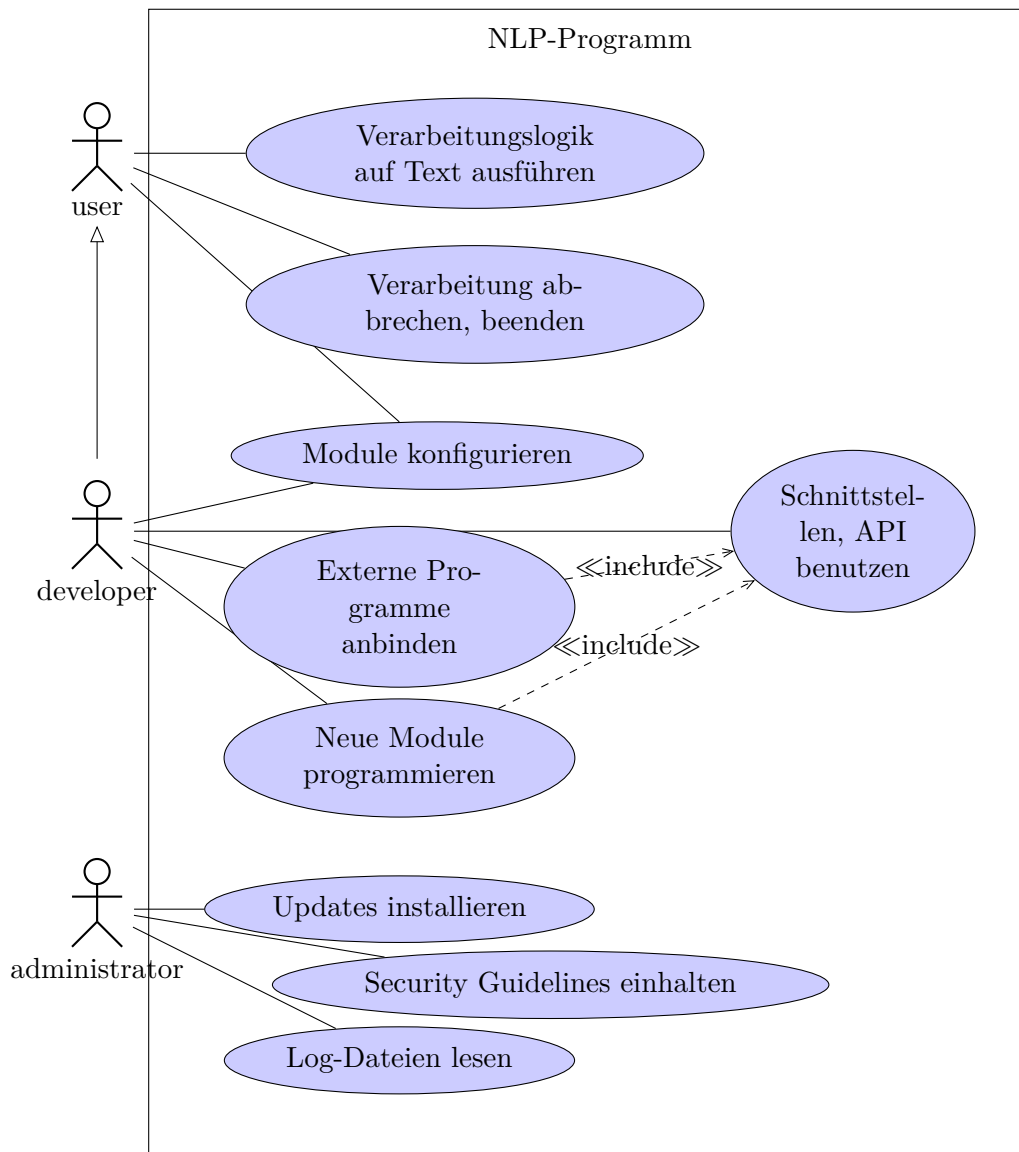 NLP-Programm
Verarbeitungslogik
auf Text ausführen
user
Verarbeitung ab-
brechen, beenden
Module konfigurieren
Schnittstel-
len, API
benutzen
developer
Externe Pro-
gramme
anbinden
≪include≫
≪include≫
Neue Module
programmieren
Updates installieren
administrator
Security Guidelines einhalten
Log-Dateien lesen